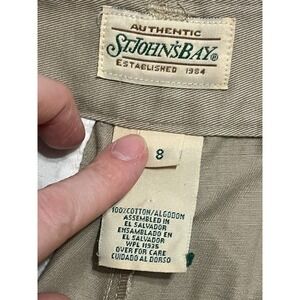 AUTHENTIC
ST.JOHN'S BAY®
ESTABLISHED 1984
8
100%COTTON/ALGODON
ASSEMBLED IN
EL SALVADOR
ENSAMBLADO EN
EL SALVADOR
WPL 11935
OVER FOR CARE
CUIDADO AL DORSO